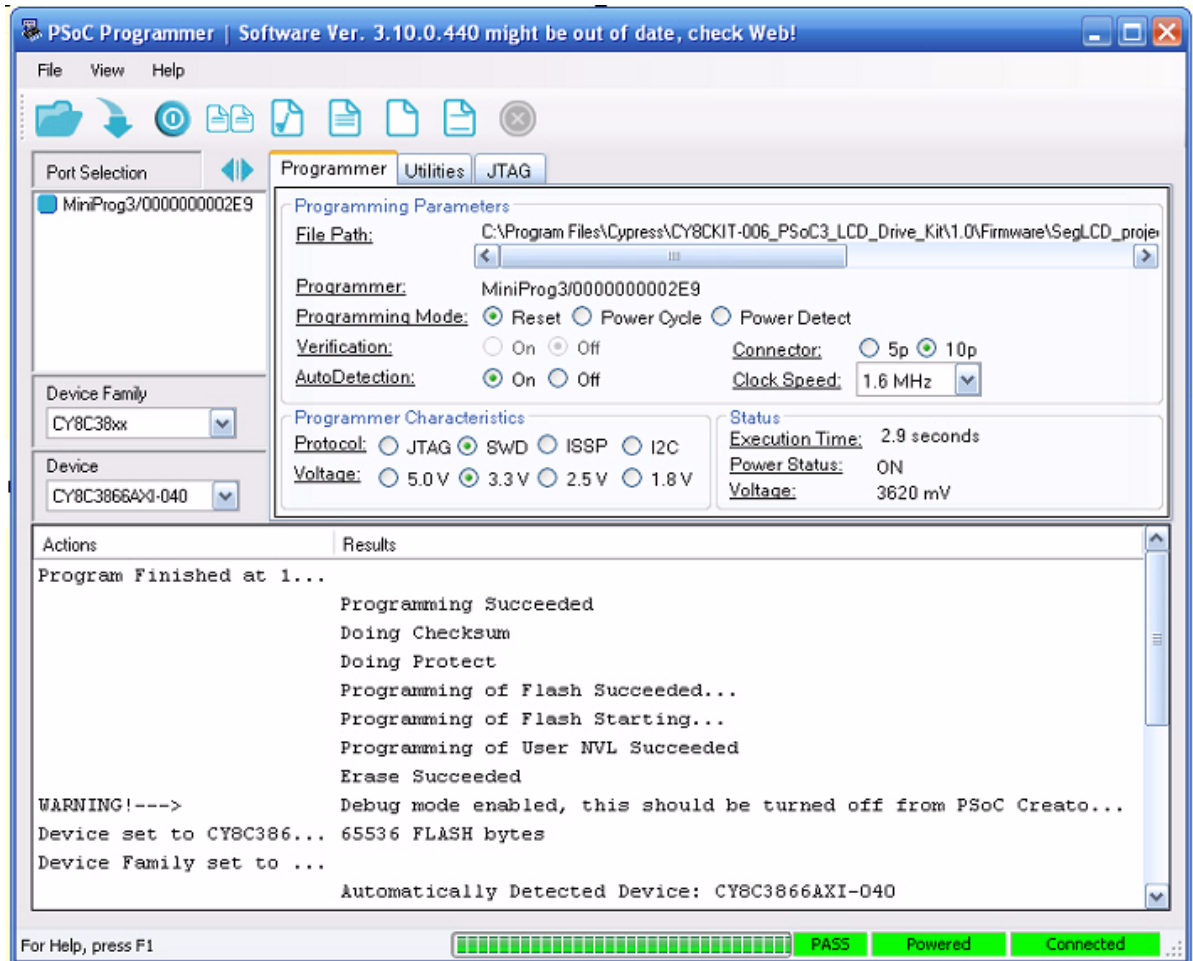 PSoC Programmer | Software Ver. 3.10.0.440 might be out of date, check Web!
File View Help
Port Selection
Programmer Utilities JTAG
MiniProg3/0000000002E9
Programming Parameters
File Path: C:\Program Files\Cypress\CY8CKIT-006_PSoC3_LCD_Drive_Kit\1.0\Firmware\SegLCD_proje
Programmer: MiniProg3/0000000002E9
Programming Mode: Reset Power Cycle Power Detect
Verification: On Off Connector: 5p 10p
AutoDetection: On Off Clock Speed: 1.6 MHz
Device Family
CY8C38xx
Device
CY8C3866AXI-040
Programmer Characteristics
Protocol: JTAG SWD ISSP I2C
Voltage: 5.0 V 3.3 V 2.5 V 1.8 V
Status
Execution Time: 2.9 seconds
Power Status: ON
Voltage: 3620 mV
Actions Results
Program Finished at 1...
Programming Succeeded
Doing Checksum
Doing Protect
Programming of Flash Succeeded...
Programming of Flash Starting...
Programming of User NVL Succeeded
Erase Succeeded
WARNING!---> Debug mode enabled, this should be turned off from PSoC Creato...
Device set to CY8C386... 65536 FLASH bytes
Device Family set to ...
Automatically Detected Device: CY8C3866AXI-040
For Help, press F1 PASS Powered Connected